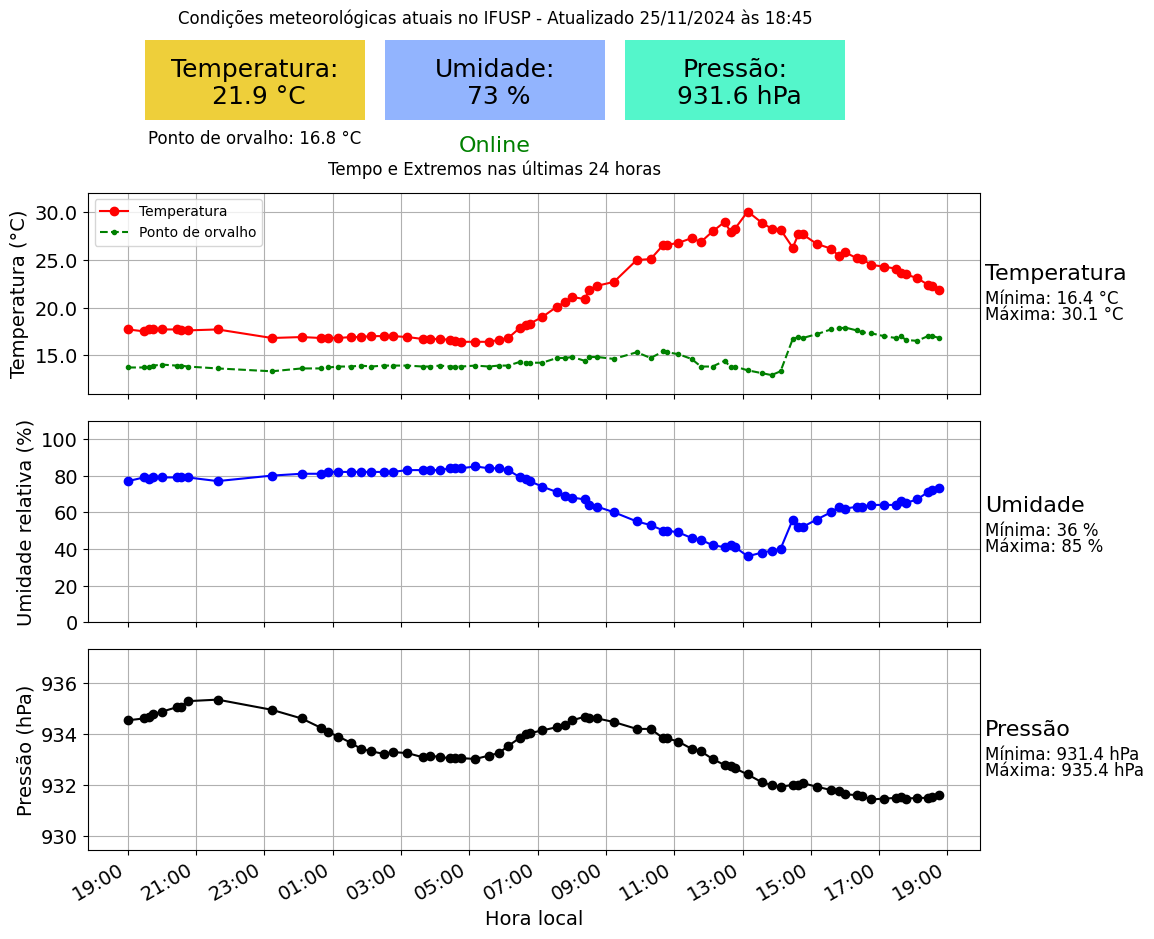 Condições meteorológicas atuais no IFUSP - Atualizado 25/11/2024 às 18:45
Temperatura:
21.9 °C
Umidade:
73 %
Pressão:
931.6 hPa
Ponto de orvalho: 16.8 °C
Online
Tempo e Extremos nas últimas 24 horas
Temperatura (°C)
30.0
25.0
20.0
15.0
Temperatura
Ponto de orvalho
Temperatura
Mínima: 16.4 °C
Máxima: 30.1 °C
Umidade relativa (%)
100
80
60
40
20
0
Umidade
Mínima: 36 %
Máxima: 85 %
Pressão (hPa)
936
934
932
930
Pressão
Mínima: 931.4 hPa
Máxima: 935.4 hPa
19:00 21:00 23:00 01:00 03:00 05:00 07:00 09:00 11:00 13:00 15:00 17:00 19:00
Hora local